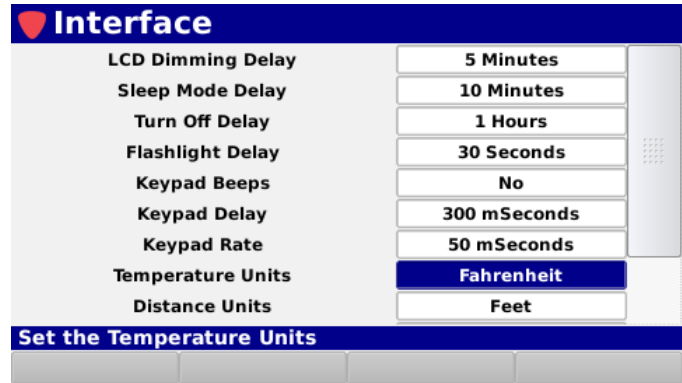 Interface
LCD Dimming Delay 5 Minutes
Sleep Mode Delay 10 Minutes
Turn Off Delay 1 Hours
Flashlight Delay 30 Seconds
Keypad Beeps No
Keypad Delay 300 mSeconds
Keypad Rate 50 mSeconds
Temperature Units Fahrenheit
Distance Units Feet
Set the Temperature Units